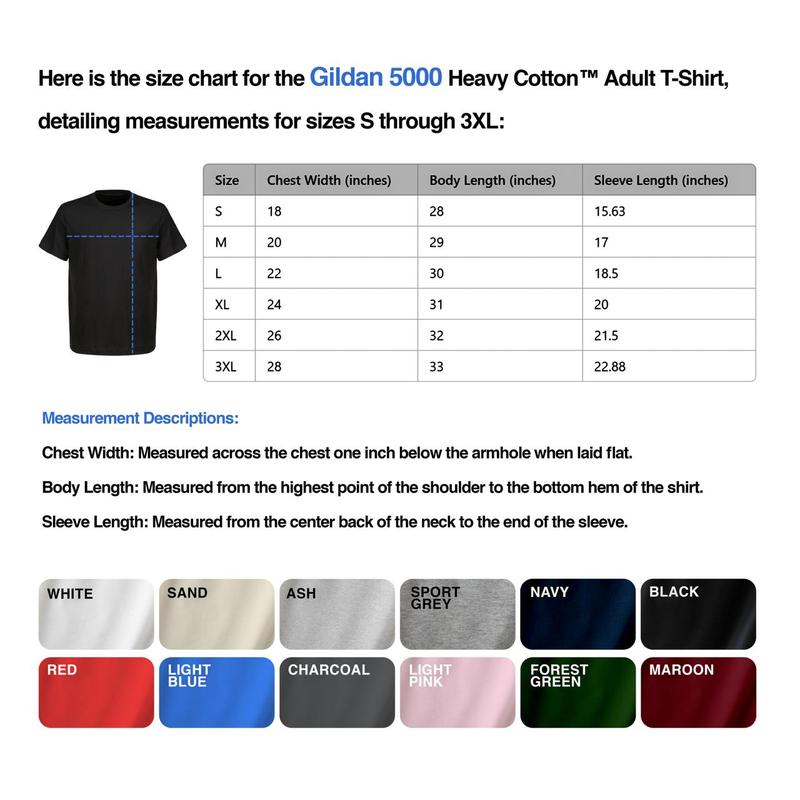 Here is the size chart for the Gildan 5000 Heavy Cotton™ Adult T-Shirt,
detailing measurements for sizes S through 3XL:
Size Chest Width (inches) Body Length (inches) Sleeve Length (inches)
S 18 28 15.63
M 20 29 17
L 22 30 18.5
XL 24 31 20
2XL 26 32 21.5
3XL 28 33 22.88
Measurement Descriptions:
Chest Width: Measured across the chest one inch below the armhole when laid flat.
Body Length: Measured from the highest point of the shoulder to the bottom hem of the shirt.
Sleeve Length: Measured from the center back of the neck to the end of the sleeve.
WHITE
SAND
ASH
SPORT
GREY
NAVY
BLACK
RED
LIGHT
BLUE
CHARCOAL
LIGHT
PINK
FOREST
GREEN
MAROON